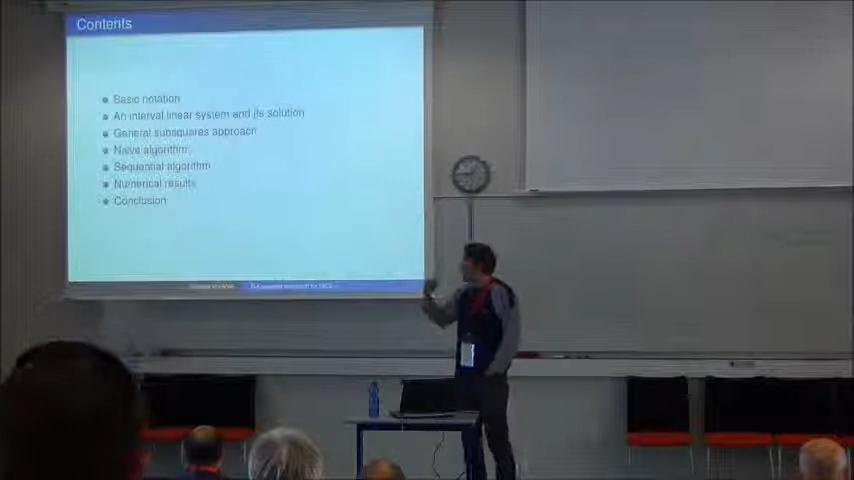 Contents
Basic notation
An interval linear system and its solution
General subsquares approach
Naive algorithm
Sequential algorithm
Numerical results
Conclusion